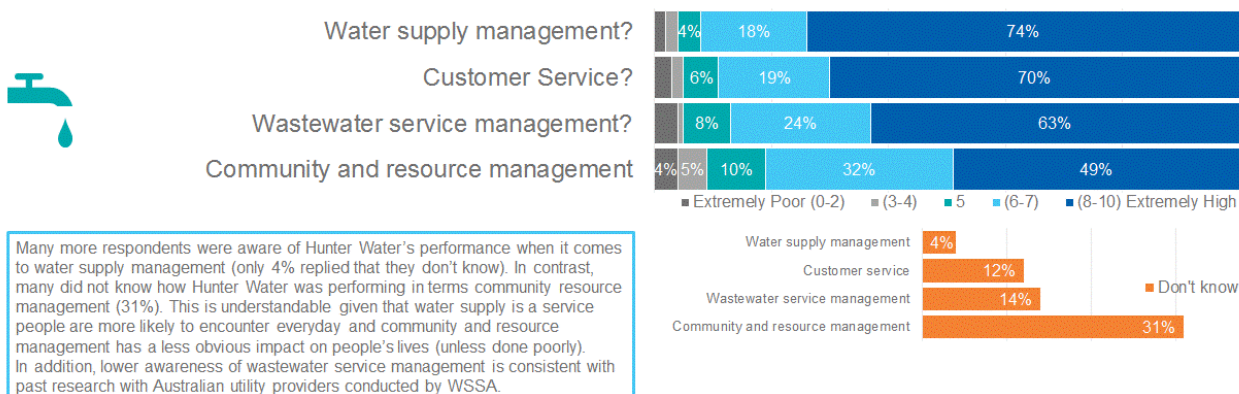 Water supply management?
4% 18% 74%
Customer Service?
6% 19% 70%
Wastewater service management?
8% 24% 63%
Community and resource management
4% 5% 10% 32% 49%
Extremely Poor (0-2) (3-4) 5 (6-7) (8-10) Extremely High
Many more respondents were aware of Hunter Water's performance when it comes
to water supply management (only 4% replied that they don't know). In contrast,
many did not know how Hunter Water was performing in terms community resource
management (31%). This is understandable given that water supply is a service
people are more likely to encounter everyday and community and resource
management has a less obvious impact on people's lives (unless done poorly).
In addition, lower awareness of wastewater service management is consistent with
past research with Australian utility providers conducted by WSSA.
Water supply management 4%
Customer service 12%
Wastewater service management 14%
Community and resource management 31%
Don't know